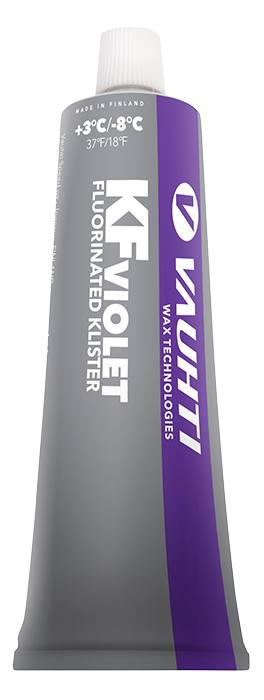 MADE IN FINLAND
+3°C/-8°C
37°F/18°F
KF VIOLET
FLUORINATED KLISTER
V VAUHTI
WAX TECHNOLOGIES